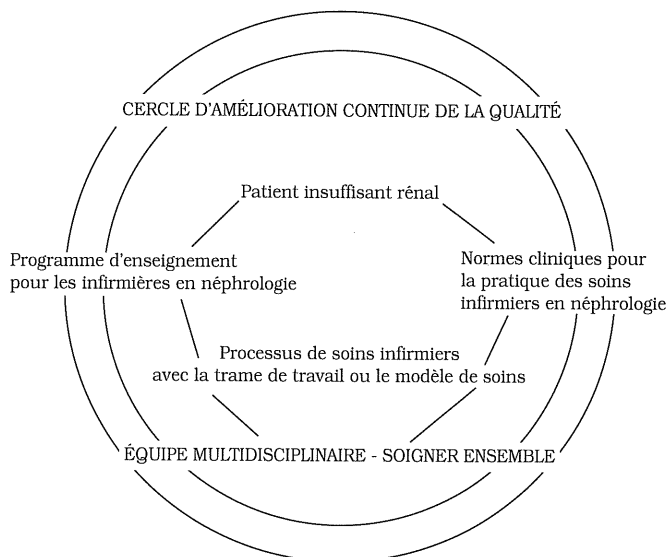 CERCLE D'AMÉLIORATION CONTINUE DE LA QUALITÉ
Patient insuffisant rénal
Programme d'enseignement
pour les infirmières en néphrologie
Normes cliniques pour
la pratique des soins
infirmiers en néphrologie
Processus de soins infirmiers
avec la trame de travail ou le modèle de soins
ÉQUIPE MULTIDISCIPLINAIRE - SOIGNER ENSEMBLE